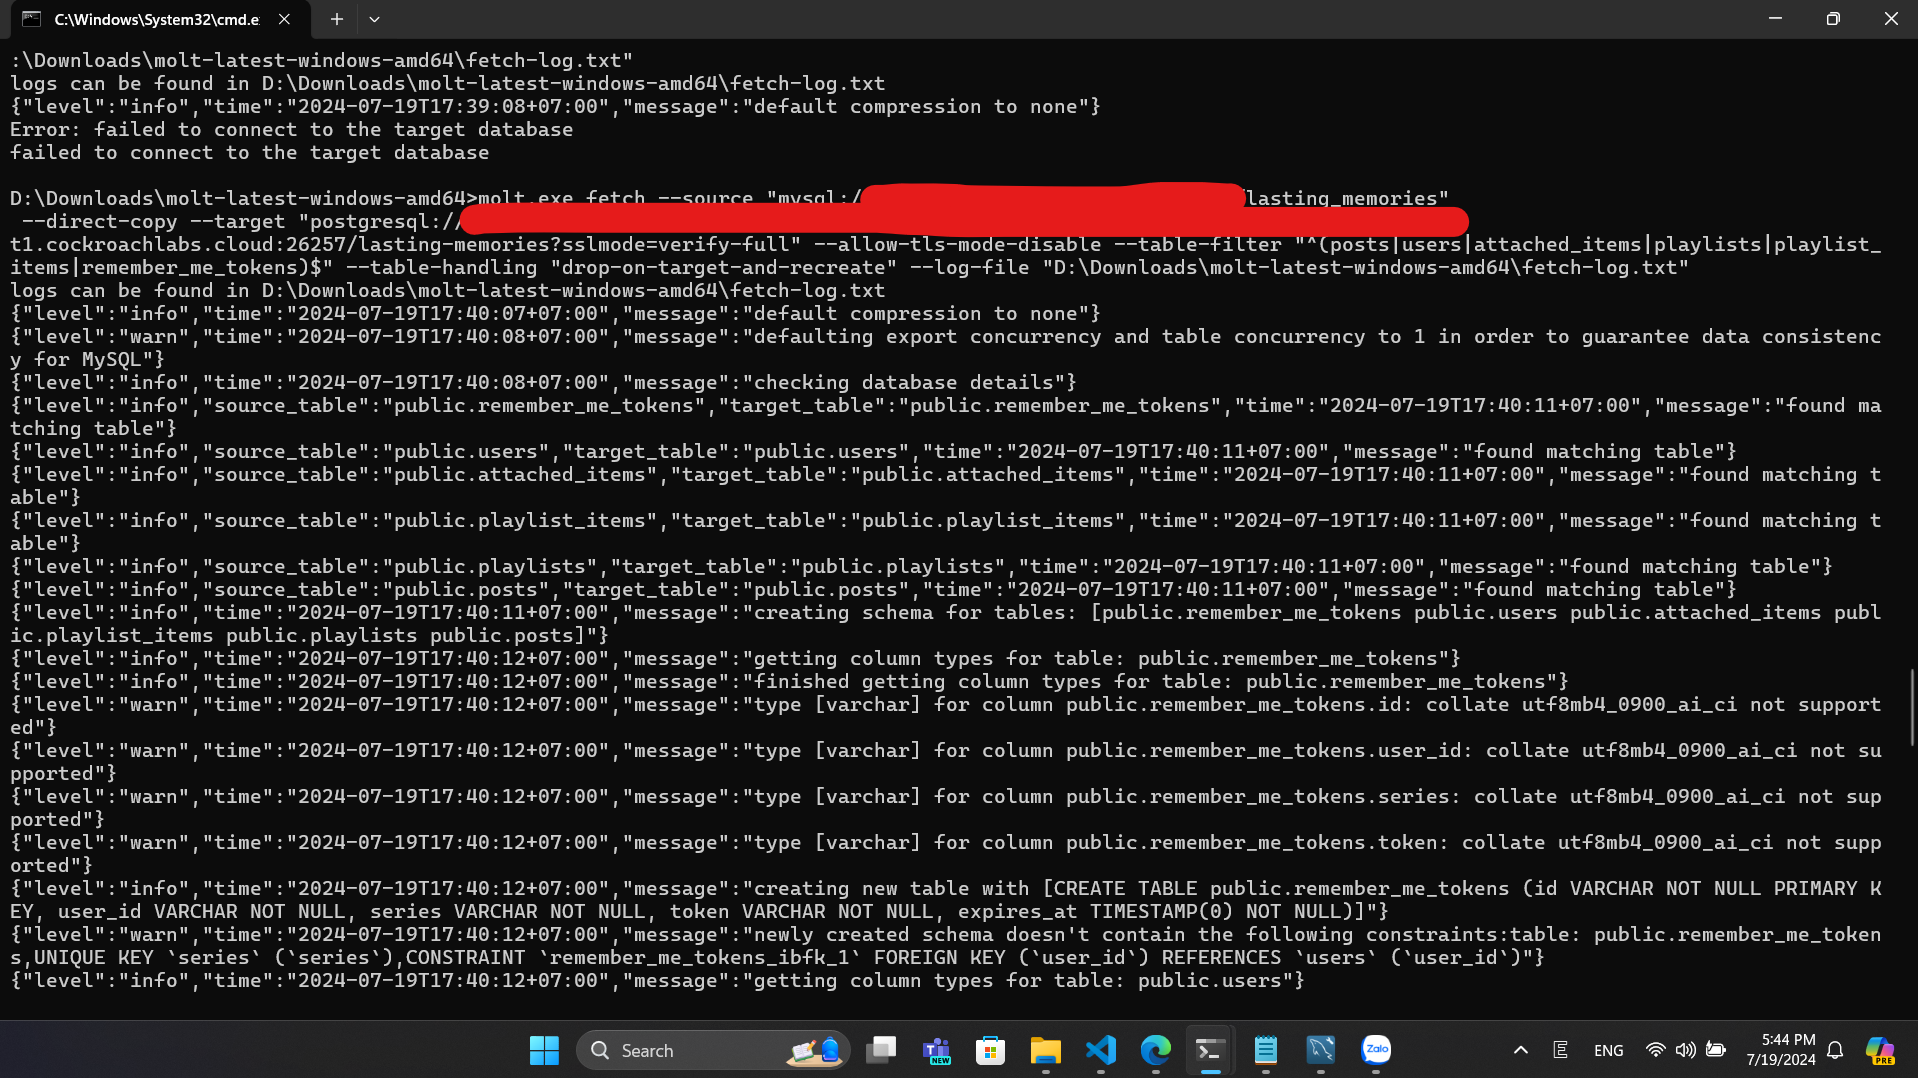 C:\Windows\System32\cmd.e
:\Downloads\molt-latest-windows-amd64\fetch-log.txt"
logs can be found in D:\Downloads\molt-latest-windows-amd64\fetch-log.txt
{"level":"info","time":"2024-07-19T17:39:08+07:00","message":"default compression to none"}
Error: failed to connect to the target database
failed to connect to the target database
D:\Downloads\molt-latest-windows-amd64>molt.exe fetch --source "mysql:/ lasting_memories"
--direct-copy --target "postgresql://
t1.cockroachlabs.cloud:26257/lasting-memories?sslmode=verify-full" --allow-tls-mode-disable --table-filter "^(posts|users|attached_items|playlists|playlist_
items|remember_me_tokens)$" --table-handling "drop-on-target-and-recreate" --log-file "D:\Downloads\molt-latest-windows-amd64\fetch-log.txt"
logs can be found in D:\Downloads\molt-latest-windows-amd64\fetch-log.txt
{"level":"info","time":"2024-07-19T17:40:07+07:00","message":"default compression to none"}
{"level":"warn","time":"2024-07-19T17:40:08+07:00","message":"defaulting export concurrency and table concurrency to 1 in order to guarantee data consistenc
y for MySQL"}
{"level":"info","time":"2024-07-19T17:40:08+07:00","message":"checking database details"}
{"level":"info","source_table":"public.remember_me_tokens","target_table":"public.remember_me_tokens","time":"2024-07-19T17:40:11+07:00","message":"found ma
tching table"}
{"level":"info","source_table":"public.users","target_table":"public.users","time":"2024-07-19T17:40:11+07:00","message":"found matching table"}
{"level":"info","source_table":"public.attached_items","target_table":"public.attached_items","time":"2024-07-19T17:40:11+07:00","message":"found matching t
able"}
{"level":"info","source_table":"public.playlist_items","target_table":"public.playlist_items","time":"2024-07-19T17:40:11+07:00","message":"found matching t
able"}
{"level":"info","source_table":"public.playlists","target_table":"public.playlists","time":"2024-07-19T17:40:11+07:00","message":"found matching table"}
{"level":"info","source_table":"public.posts","target_table":"public.posts","time":"2024-07-19T17:40:11+07:00","message":"found matching table"}
{"level":"info","time":"2024-07-19T17:40:11+07:00","message":"creating schema for tables: [public.remember_me_tokens public.users public.attached_items publ
ic.playlist_items public.playlists public.posts]"}
{"level":"info","time":"2024-07-19T17:40:12+07:00","message":"getting column types for table: public.remember_me_tokens"}
{"level":"info","time":"2024-07-19T17:40:12+07:00","message":"finished getting column types for table: public.remember_me_tokens"}
{"level":"warn","time":"2024-07-19T17:40:12+07:00","message":"type [varchar] for column public.remember_me_tokens.id: collate utf8mb4_0900_ai_ci not support
ed"}
{"level":"warn","time":"2024-07-19T17:40:12+07:00","message":"type [varchar] for column public.remember_me_tokens.user_id: collate utf8mb4_0900_ai_ci not su
pported"}
{"level":"warn","time":"2024-07-19T17:40:12+07:00","message":"type [varchar] for column public.remember_me_tokens.series: collate utf8mb4_0900_ai_ci not sup
ported"}
{"level":"warn","time":"2024-07-19T17:40:12+07:00","message":"type [varchar] for column public.remember_me_tokens.token: collate utf8mb4_0900_ai_ci not supp
orted"}
{"level":"info","time":"2024-07-19T17:40:12+07:00","message":"creating new table with [CREATE TABLE public.remember_me_tokens (id VARCHAR NOT NULL PRIMARY K
EY, user_id VARCHAR NOT NULL, series VARCHAR NOT NULL, token VARCHAR NOT NULL, expires_at TIMESTAMP(0) NOT NULL)]"}
{"level":"warn","time":"2024-07-19T17:40:12+07:00","message":"newly created schema doesn't contain the following constraints:table: public.remember_me_token
s,UNIQUE KEY `series` (`series`),CONSTRAINT `remember_me_tokens_ibfk_1` FOREIGN KEY (`user_id`) REFERENCES `users` (`user_id`)"}
{"level":"info","time":"2024-07-19T17:40:12+07:00","message":"getting column types for table: public.users"}
Search
NEW
Zalo
E
ENG
5:44 PM
7/19/2024
PRE